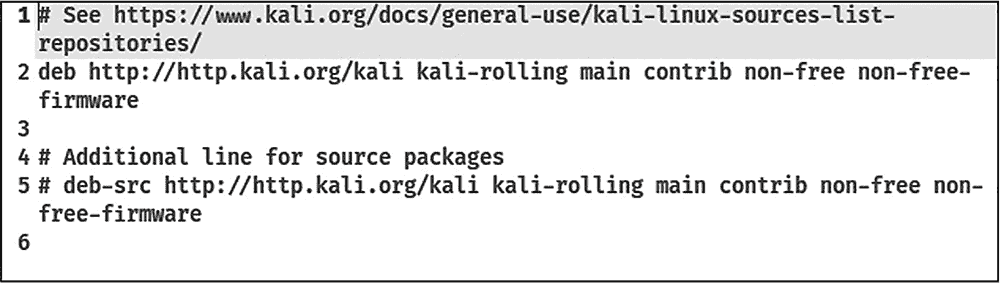 1 # See https://www.kali.org/docs/general-use/kali-linux-sources-list-
repositories/
2 deb http://http.kali.org/kali kali-rolling main contrib non-free non-free-
firmware
3
4 # Additional line for source packages
5 # deb-src http://http.kali.org/kali kali-rolling main contrib non-free non-
free-firmware
6